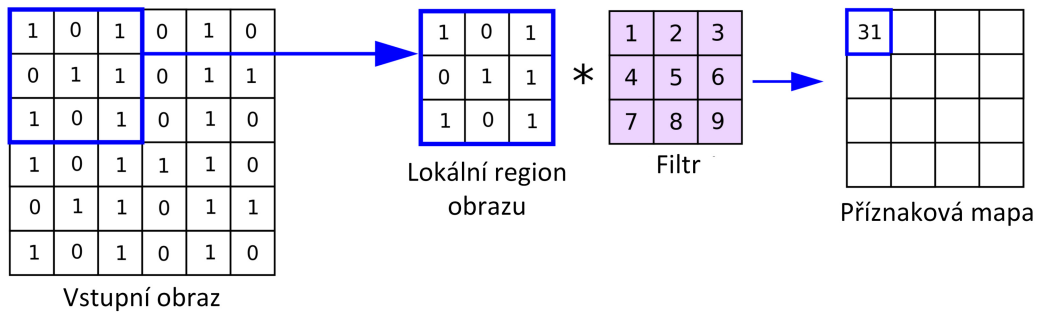 1 0 1 0 1 0
0 1 1 0 1 1
1 0 1 0 1 0
1 0 1 1 1 0
0 1 1 0 1 1
1 0 1 0 1 0
Vstupní obraz
1 0 1
0 1 1
1 0 1
Lokální region
obrazu
*
1 2 3
4 5 6
7 8 9
Filtr
31
Příznaková mapa